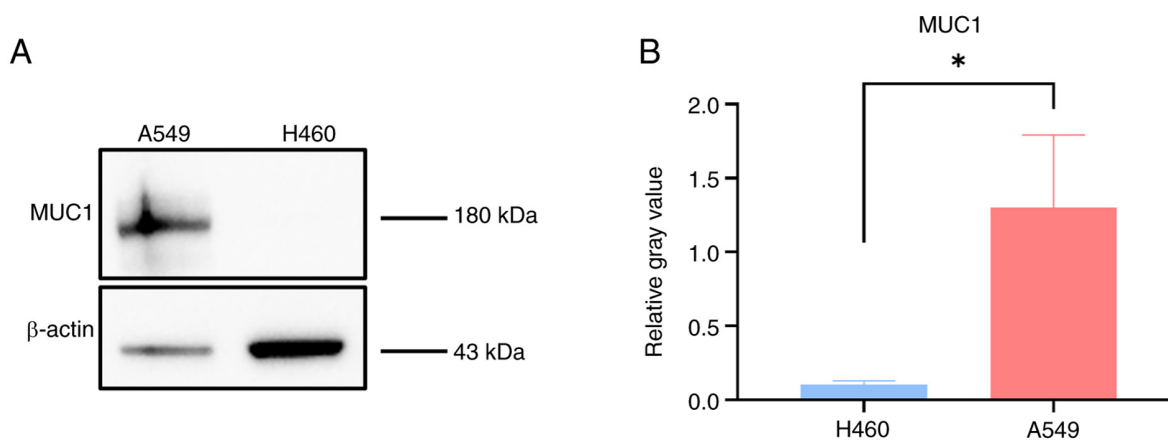 A
A549 H460
MUC1
180 kDa
β-actin
43 kDa
B
MUC1
*
Relative gray value
2.0
1.5
1.0
0.5
0.0
H460 A549